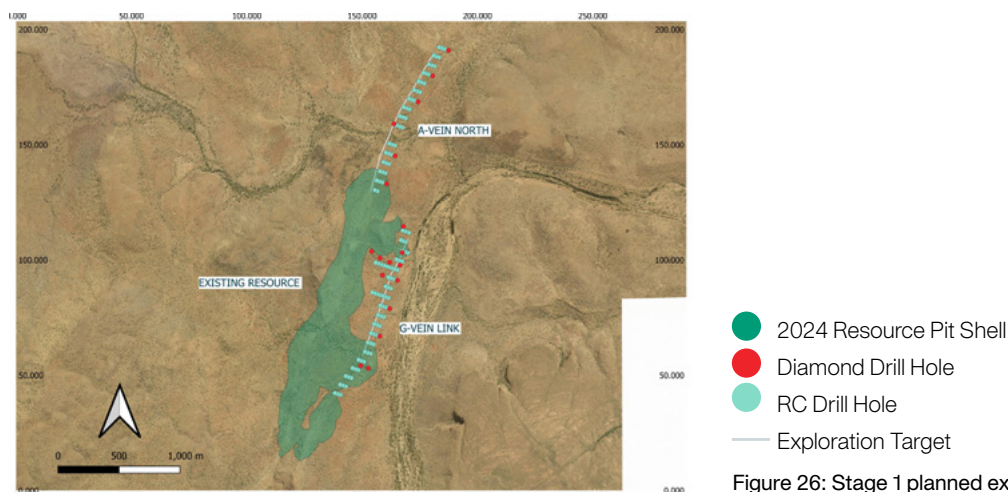 1.000 50.000 100.000 150.000 200.000 250.000
200.000 200.000
A-VEIN NORTH
150.000 150.000
100.000 100.000
EXISTING RESOURCE
G-VEIN LINK
50.000 50.000
0 500 1,000 m
0.000
2024 Resource Pit Shell
Diamond Drill Hole
RC Drill Hole
Exploration Target
Figure 26: Stage 1 planned ex